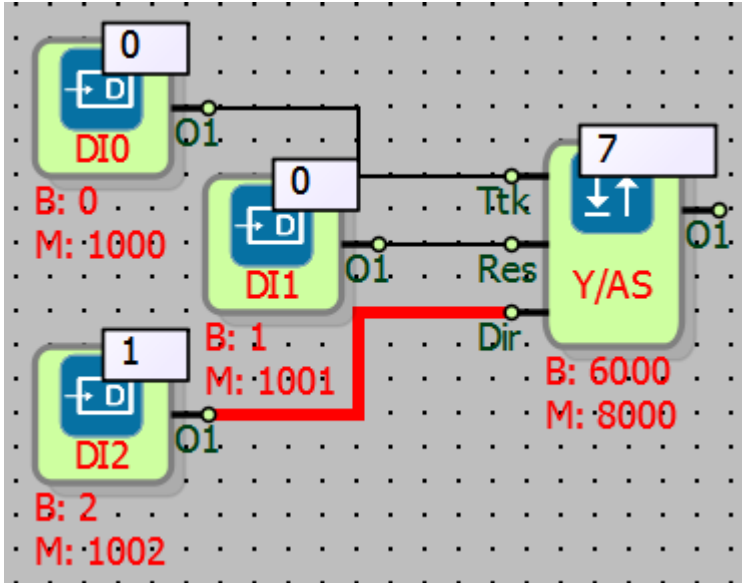 0
D
O1
DI0
B: 0
M: 1000
0
D
O1
DI1
B: 1
M: 1001
1
D
O1
DI2
B: 2
M: 1002
7
Ttk
Res
Dir
O1
Y/AS
B: 6000
M: 8000